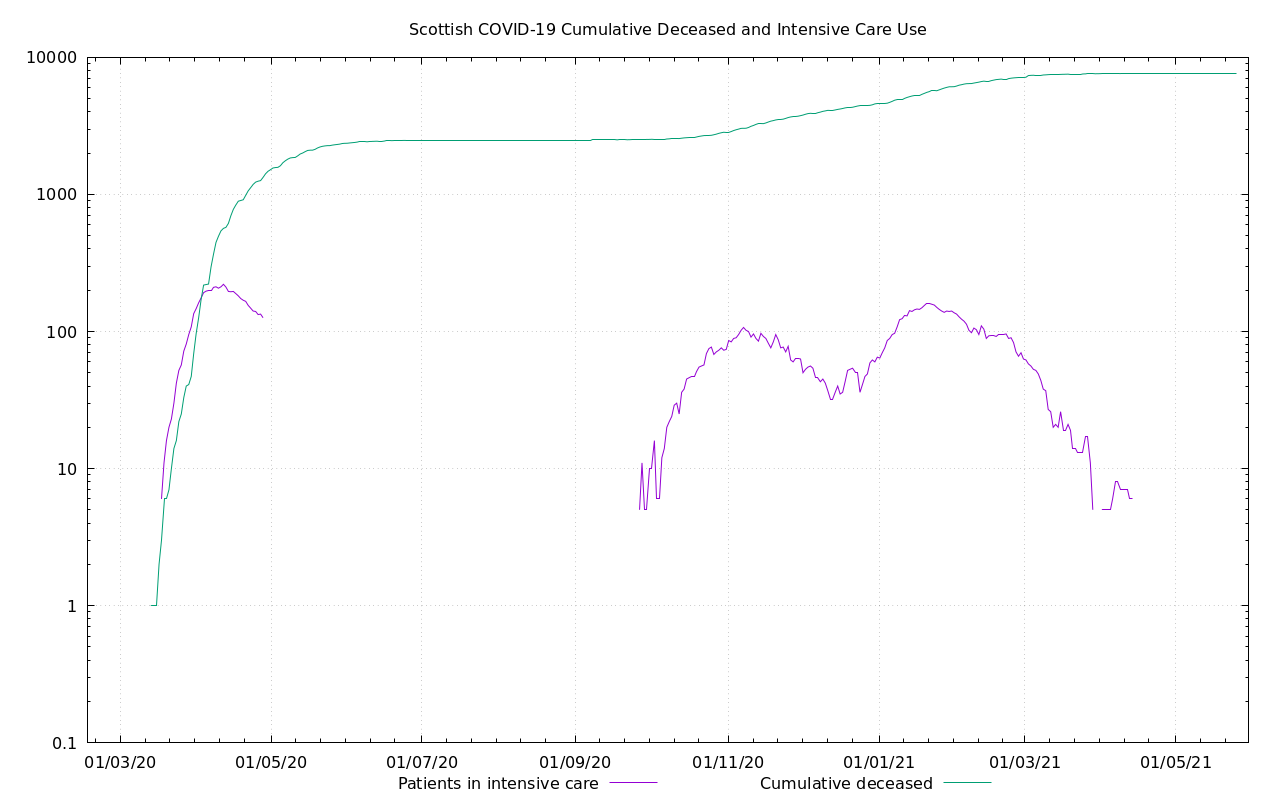 Scottish COVID-19 Cumulative Deceased and Intensive Care Use
10000
1000
100
10
1
0.1
01/03/20 01/05/20 01/07/20 01/09/20 01/11/20 01/01/21 01/03/21 01/05/21
Patients in intensive care Cumulative deceased